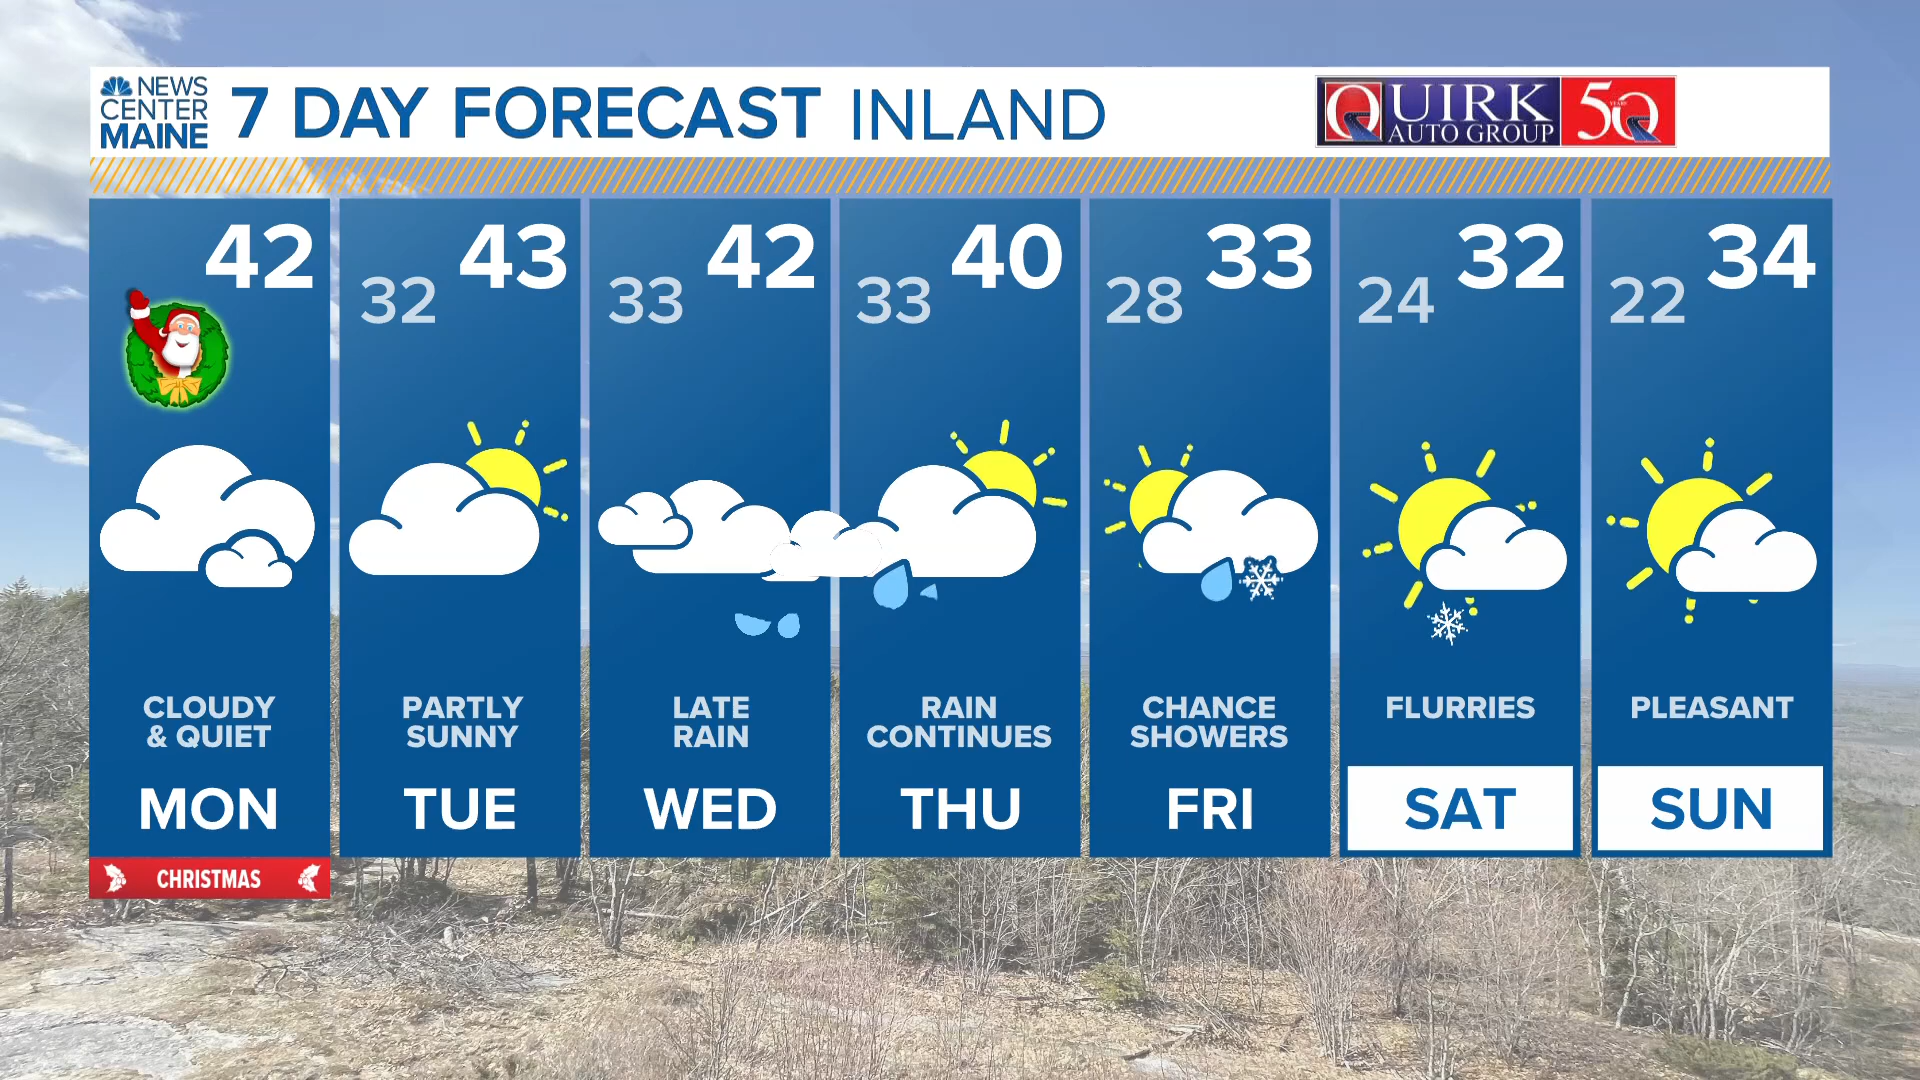 NEWS
CENTER
MAINE
7 DAY FORECAST INLAND
QUIRK
AUTO GROUP
50
YEARS
42
32 43
33 42
33 40
28 33
24 32
22 34
CLOUDY
& QUIET
PARTLY
SUNNY
LATE
RAIN
RAIN
CONTINUES
CHANCE
SHOWERS
FLURRIES
PLEASANT
MON
TUE
WED
THU
FRI
SAT
SUN
CHRISTMAS